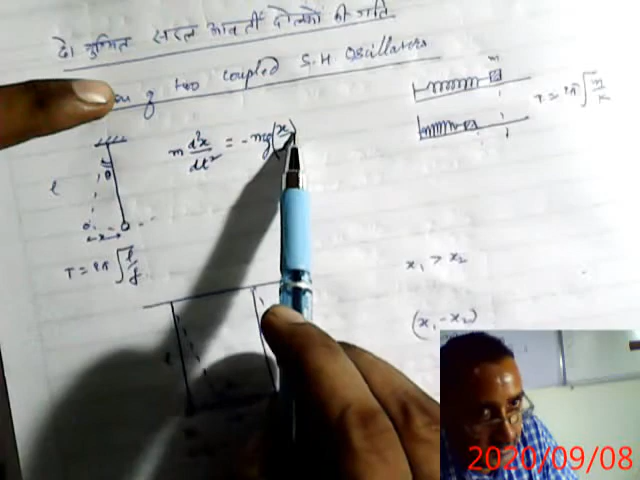 दो युग्मित सरल आवर्ती दोलकों की गति
of two coupled S.H Oscillators
m
T = 2π√m/k
m d²x/dt² = -mg(x/
θ
l
x
T = 2π√l/g
x₁ > x₂
(x₁ - x₂)
l
2020/09/08